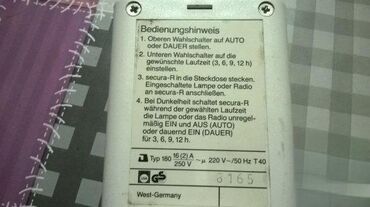 Bedienungshinweis
1. Oberen Wahlschalter auf AUTO
oder DAUER stellen.
2. Unteren Wahlschalter auf die
gewünschte Laufzeit (3, 6, 9, 12 h)
einstellen.
3. secura-R in die Steckdose stecken.
Eingeschaltete Lampe oder Radio
an secura-R anschließen.
4. Bei Dunkelheit schaltet secura-R
während der gewählten Laufzeit
die Lampe oder das Radio unregel-
mäßig EIN und AUS (AUTO)
oder dauernd EIN (DAUER)
für 3, 6, 9, 12 h.
Typ 180 16 (2) A
250 V ~ µ 220 V~/50 Hz T 40
GS
8165
West-Germany